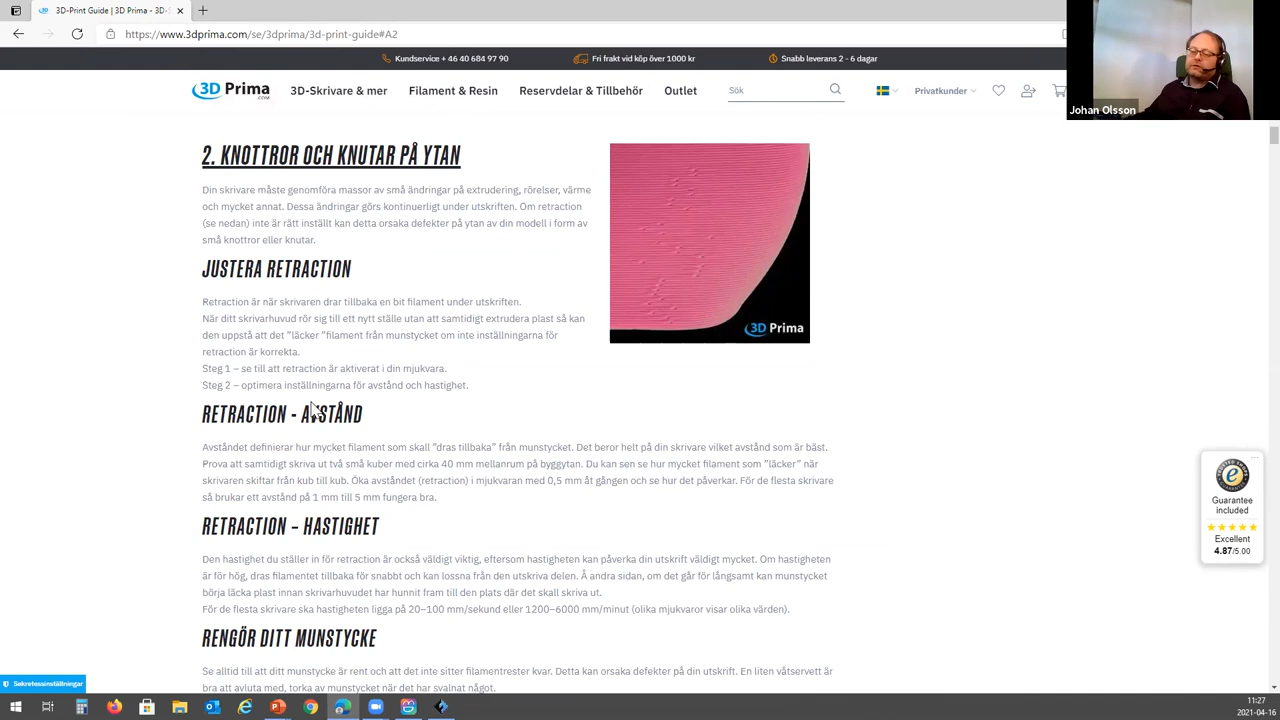 3D-Print Guide | 3D Prima - 3D-S
https://www.3dprima.com/se/3dprima/3d-print-guide#A2
Kundservice + 46 40 684 97 90
Fri frakt vid köp över 1000 kr
Snabb leverans 2 - 6 dagar
Johan Olsson
3D Prima
.COM
3D-Skrivare & mer
Filament & Resin
Reservdelar & Tillbehör
Outlet
Sök
Privatkunder
2. KNOTTROR OCH KNUTAR PÅ YTAN
Din skrivare måste genomföra massor av små ändringar på extrudering, rörelser, värme
och mycket annat. Dessa ändringar görs kontinuerligt under utskriften. Om retraction
(se nedan) inte är rätt inställt kan detta orsaka defekter på ytan av din modell i form av
små knottror eller knutar.
3D Prima
JUSTERA RETRACTION
Retraction är när skrivaren drar tillbaka en bit filament under utskriften.
När ditt skrivarhuvud rör sig till ett nytt ställe utan att samtidigt extrudera plast så kan
den uppstå att det ”läcker ”filament från munstycket om inte inställningarna för
retraction är korrekta.
Steg 1 – se till att retraction är aktiverat i din mjukvara.
Steg 2 – optimera inställningarna för avstånd och hastighet.
RETRACTION - AVSTÅND
Avståndet definierar hur mycket filament som skall ”dras tillbaka” från munstycket. Det beror helt på din skrivare vilket avstånd som är bäst.
Prova att samtidigt skriva ut två små kuber med cirka 40 mm mellanrum på byggytan. Du kan sen se hur mycket filament som ”läcker” när
skrivaren skiftar från kub till kub. Öka avståndet (retraction) i mjukvaran med 0,5 mm åt gången och se hur det påverkar. För de flesta skrivare
så brukar ett avstånd på 1 mm till 5 mm fungera bra.
RETRACTION – HASTIGHET
Den hastighet du ställer in för retraction är också väldigt viktig, eftersom hastigheten kan påverka din utskrift väldigt mycket. Om hastigheten
är för hög, dras filamentet tillbaka för snabbt och kan lossna från den utskriva delen. Å andra sidan, om det går för långsamt kan munstycket
börja läcka plast innan skrivarhuvudet har hunnit fram till den plats där det skall skriva ut.
För de flesta skrivare ska hastigheten ligga på 20–100 mm/sekund eller 1200–6000 mm/minut (olika mjukvaror visar olika värden).
RENGÖR DITT MUNSTYCKE
Se alltid till att ditt munstycke är rent och att det inte sitter filamentrester kvar. Detta kan orsaka defekter på din utskrift. En liten våtservett är
bra att avluta med, torka av munstycket när det har svalnat något.
Guarantee
included
Excellent
4.87/5.00
Sekretessinställningar
11:27
2021-04-16